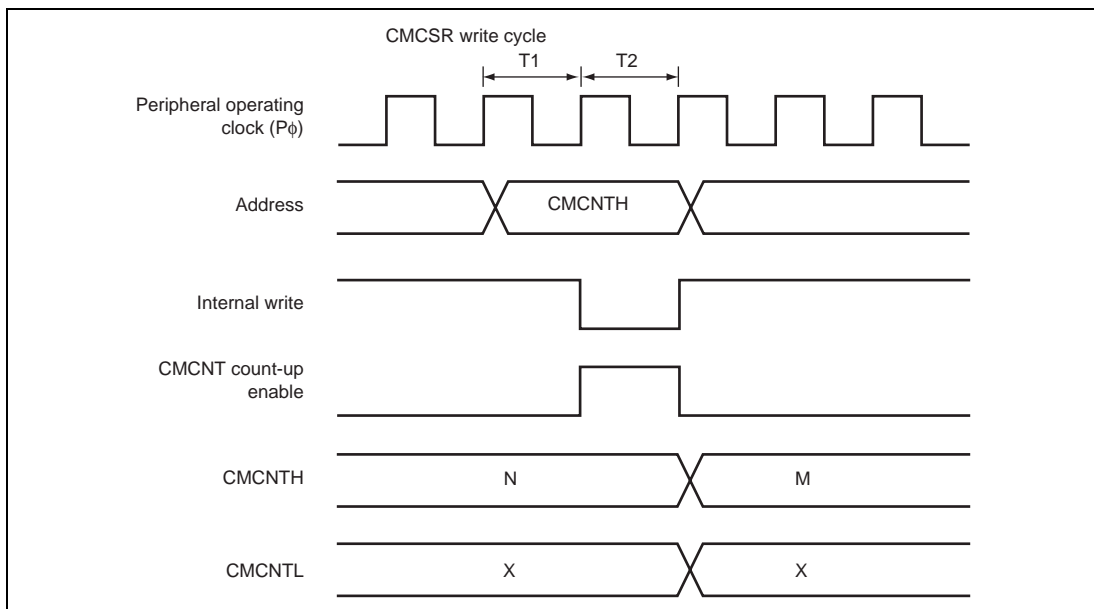 CMCSR write cycle
T1 T2
Peripheral operating
clock (Pϕ)
Address CMCNTH
Internal write
CMCNT count-up
enable
CMCNTH N M
CMCNTL X X